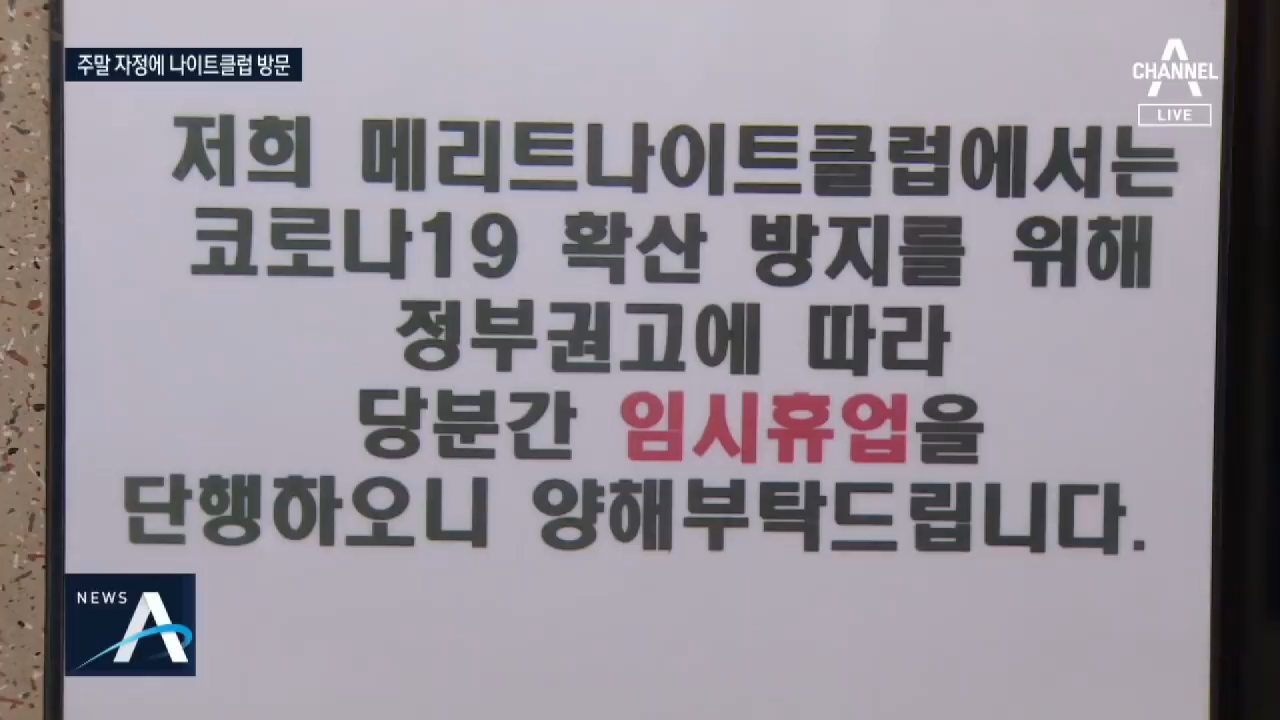 주말 자정에 나이트클럽 방문
CHANNEL A
LIVE
저희 메리트나이트클럽에서는
코로나19 확산 방지를 위해
정부권고에 따라
당분간 임시휴업을
단행하오니 양해부탁드립니다.
NEWS A